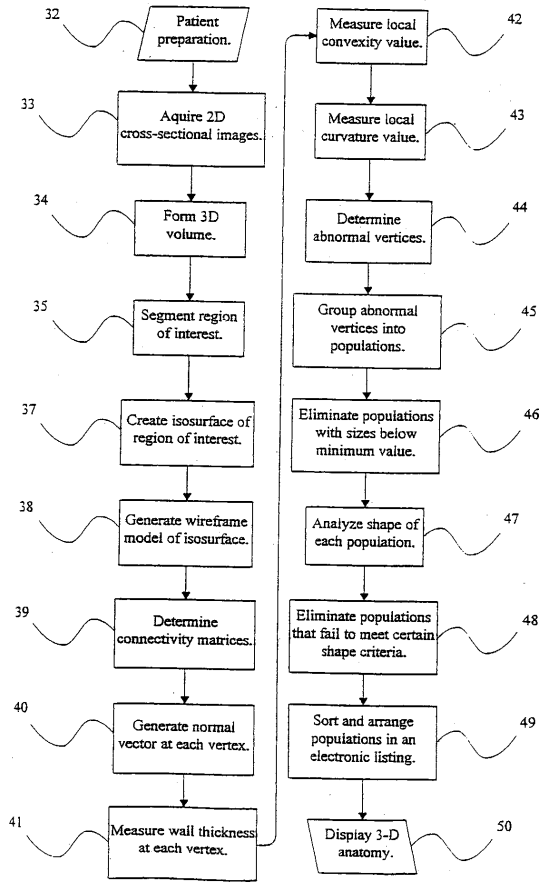 32
Patient
preparation.
33
Aquire 2D
cross-sectional images.
34
Form 3D
volume.
35
Segment region
of interest.
37
Create isosurface of
region of interest.
38
Generate wireframe
model of isosurface.
39
Determine
connectivity matrices.
40
Generate normal
vector at each vertex.
41
Measure wall thickness
at each vertex.
42
Measure local
convexity value.
43
Measure local
curvature value.
44
Determine
abnormal vertices.
45
Group abnormal
vertices into
populations.
46
Eliminate populations
with sizes below
minimum value.
47
Analyze shape of
each population.
48
Eliminate populations
that fail to meet certain
shape criteria.
49
Sort and arrange
populations in an
electronic listing.
50
Display 3-D
anatomy.